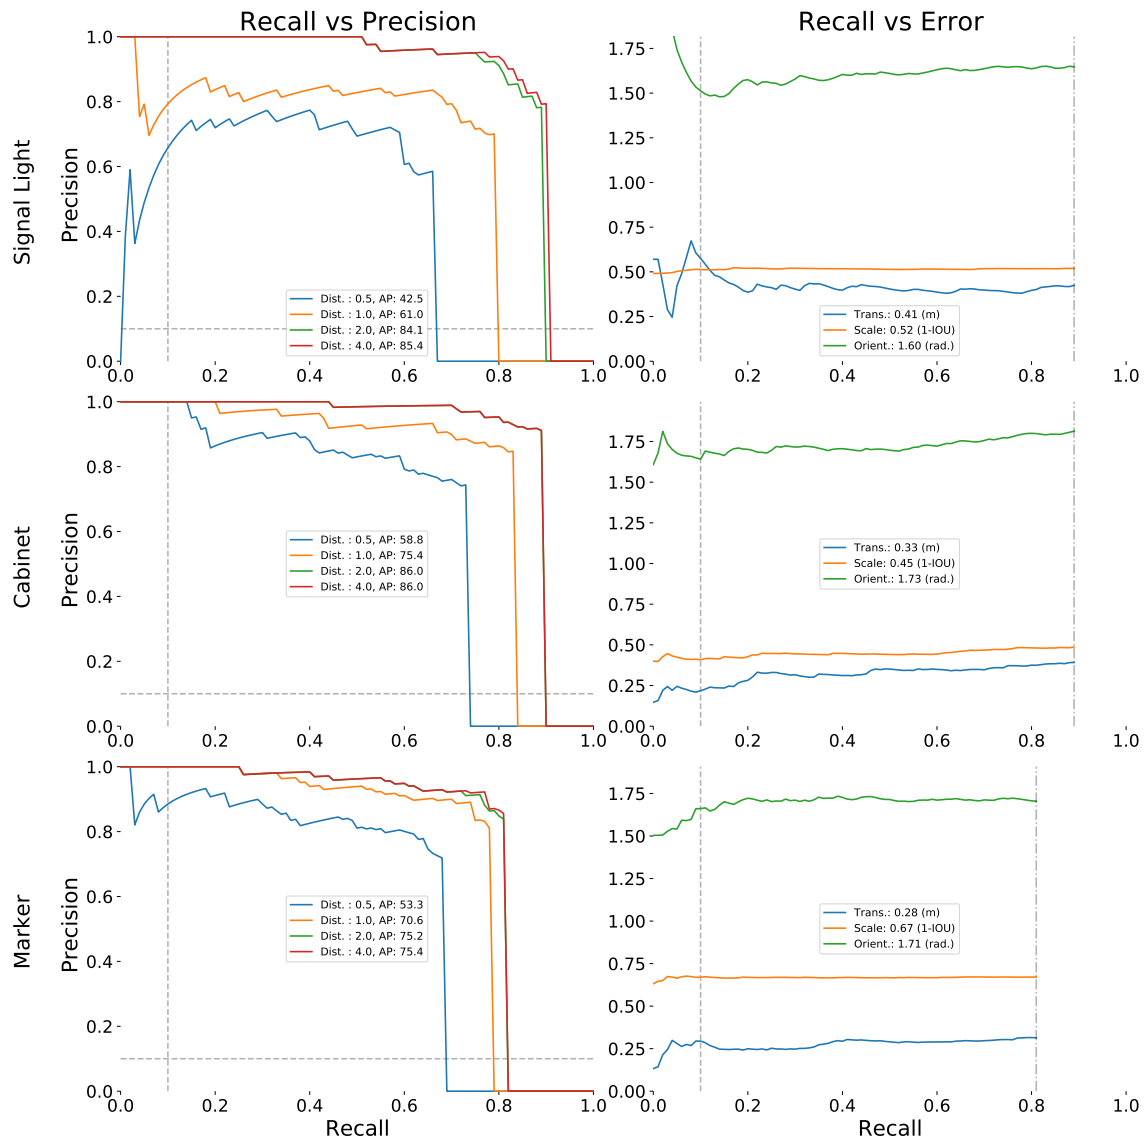 Recall vs Precision
Recall vs Error
Signal Light
Precision
1.0
0.8
0.6
0.4
0.2
0.0
0.0 0.2 0.4 0.6 0.8 1.0
Dist. : 0.5, AP: 42.5
Dist. : 1.0, AP: 61.0
Dist. : 2.0, AP: 84.1
Dist. : 4.0, AP: 85.4
1.75
1.50
1.25
1.00
0.75
0.50
0.25
0.00
0.0 0.2 0.4 0.6 0.8 1.0
Trans.: 0.41 (m)
Scale: 0.52 (1-IOU)
Orient.: 1.60 (rad.)
Cabinet
Precision
1.0
0.8
0.6
0.4
0.2
0.0
0.0 0.2 0.4 0.6 0.8 1.0
Dist. : 0.5, AP: 58.8
Dist. : 1.0, AP: 75.4
Dist. : 2.0, AP: 86.0
Dist. : 4.0, AP: 86.0
1.75
1.50
1.25
1.00
0.75
0.50
0.25
0.00
0.0 0.2 0.4 0.6 0.8 1.0
Trans.: 0.33 (m)
Scale: 0.45 (1-IOU)
Orient.: 1.73 (rad.)
Marker
Precision
1.0
0.8
0.6
0.4
0.2
0.0
0.0 0.2 0.4 0.6 0.8 1.0
Recall
Dist. : 0.5, AP: 53.3
Dist. : 1.0, AP: 70.6
Dist. : 2.0, AP: 75.2
Dist. : 4.0, AP: 75.4
1.75
1.50
1.25
1.00
0.75
0.50
0.25
0.00
0.0 0.2 0.4 0.6 0.8 1.0
Recall
Trans.: 0.28 (m)
Scale: 0.67 (1-IOU)
Orient.: 1.71 (rad.)